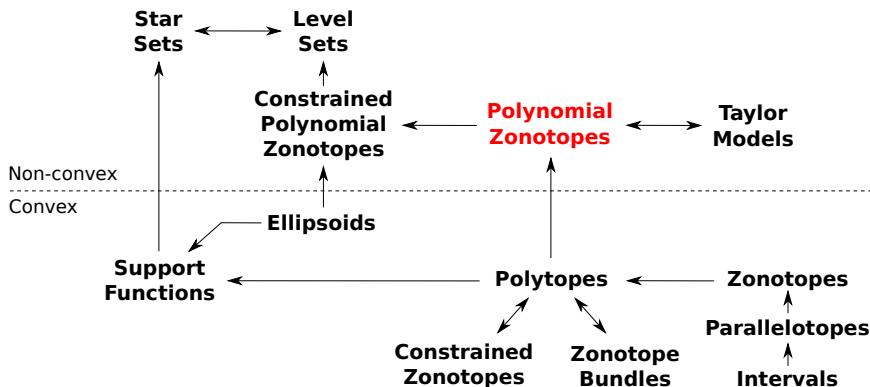 Star
Sets
Level
Sets
Constrained
Polynomial
Zonotopes
Polynomial
Zonotopes
Taylor
Models
Non-convex
Convex
Ellipsoids
Support
Functions
Polytopes
Zonotopes
Parallelotopes
Constrained
Zonotopes
Zonotope
Bundles
Intervals